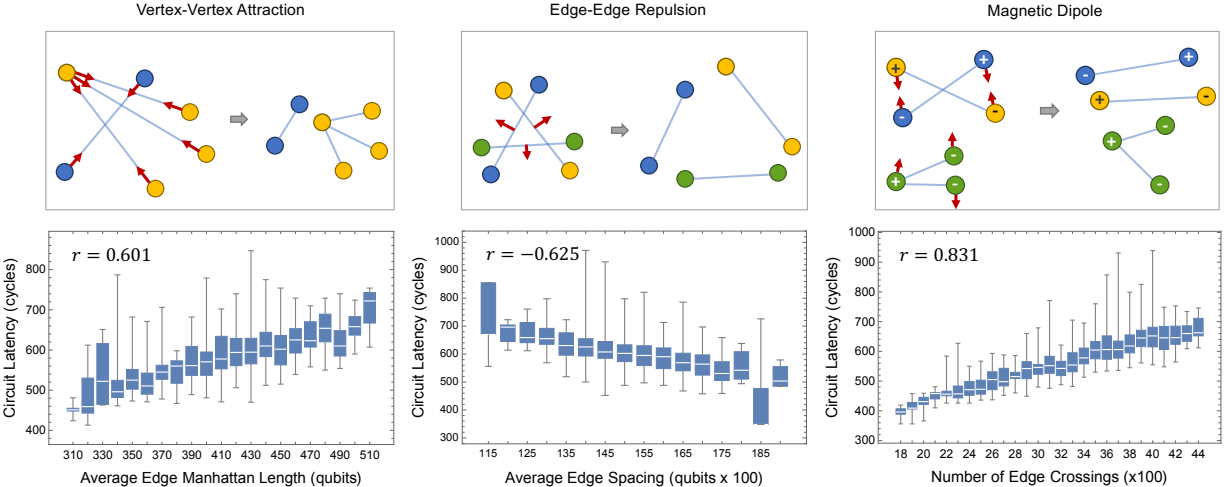 Vertex-Vertex Attraction
Edge-Edge Repulsion
Magnetic Dipole
+ + - -
- + - +
- + -
+ - -
r = 0.601
r = −0.625
r = 0.831
Circuit Latency (cycles)
800
700
600
500
400
310 330 350 370 390 410 430 450 470 490 510
Average Edge Manhattan Length (qubits)
Circuit Latency (cycles)
1000
900
800
700
600
500
400
300
115 125 135 145 155 165 175 185
Average Edge Spacing (qubits x 100)
Circuit Latency (cycles)
1000
900
800
700
600
500
400
300
18 20 22 24 26 28 30 32 34 36 38 40 42 44
Number of Edge Crossings (x100)